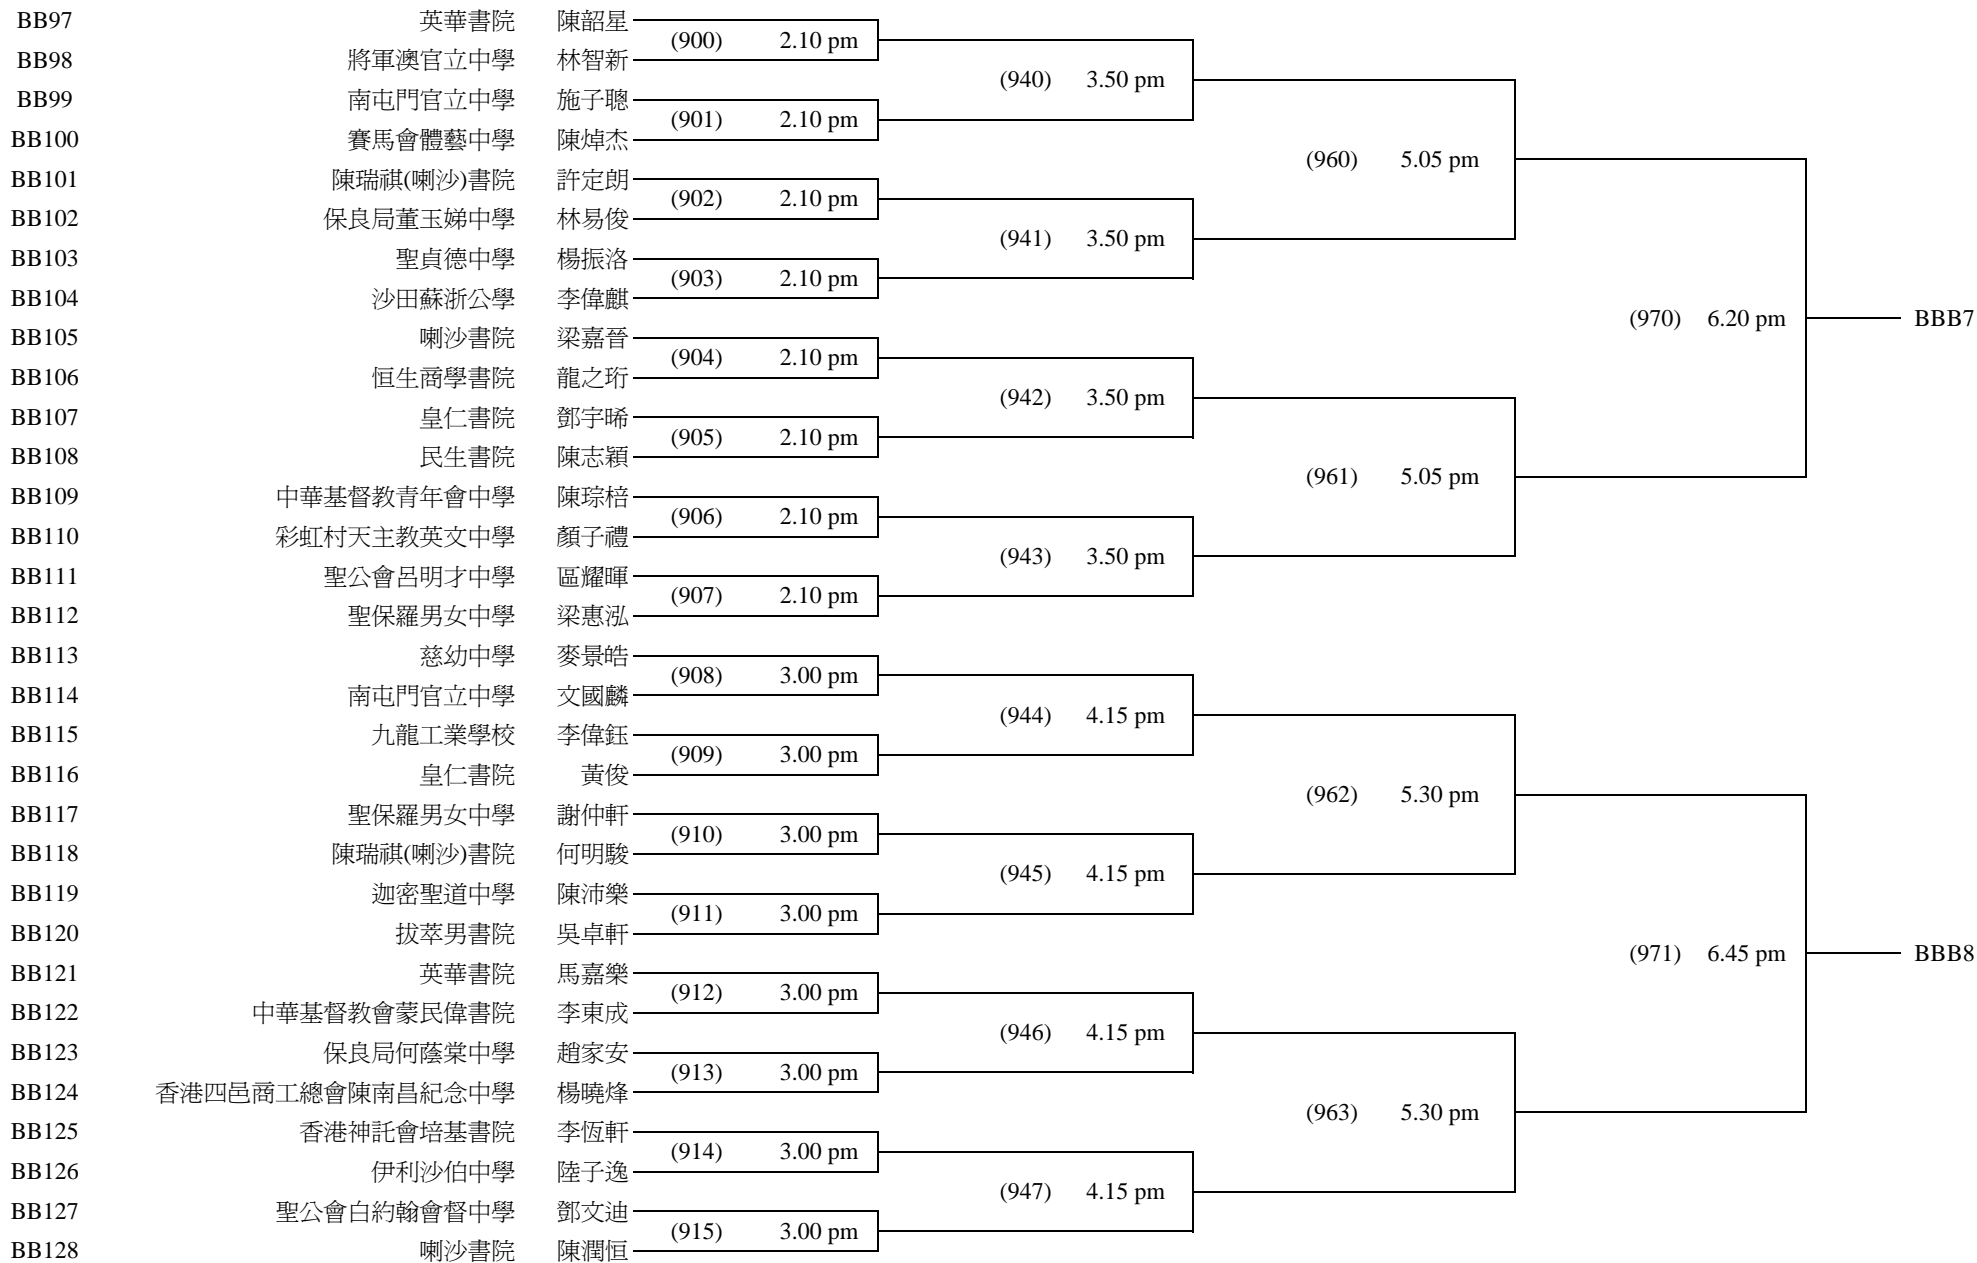 BB97 英華書院 陳韶星
(900) 2.10 pm
BB98 將軍澳官立中學 林智新
(940) 3.50 pm
BB99 南屯門官立中學 施子聰
(901) 2.10 pm
BB100 賽馬會體藝中學 陳焯杰
(960) 5.05 pm
BB101 陳瑞祺(喇沙)書院 許定朗
(902) 2.10 pm
BB102 保良局董玉娣中學 林易俊
(941) 3.50 pm
BB103 聖貞德中學 楊振洛
(903) 2.10 pm
BB104 沙田蘇浙公學 李偉麒
(970) 6.20 pm BBB7
BB105 喇沙書院 梁嘉晉
(904) 2.10 pm
BB106 恒生商學書院 龍之珩
(942) 3.50 pm
BB107 皇仁書院 鄧宇晞
(905) 2.10 pm
BB108 民生書院 陳志穎
(961) 5.05 pm
BB109 中華基督教青年會中學 陳琮棓
(906) 2.10 pm
BB110 彩虹村天主教英文中學 顏子禮
(943) 3.50 pm
BB111 聖公會呂明才中學 區耀暉
(907) 2.10 pm
BB112 聖保羅男女中學 梁惠泓
BB113 慈幼中學 麥景皓
(908) 3.00 pm
BB114 南屯門官立中學 文國麟
(944) 4.15 pm
BB115 九龍工業學校 李偉鈺
(909) 3.00 pm
BB116 皇仁書院 黃俊
(962) 5.30 pm
BB117 聖保羅男女中學 謝仲軒
(910) 3.00 pm
BB118 陳瑞祺(喇沙)書院 何明駿
(945) 4.15 pm
BB119 迦密聖道中學 陳沛樂
(911) 3.00 pm
BB120 拔萃男書院 吳卓軒
(971) 6.45 pm BBB8
BB121 英華書院 馬嘉樂
(912) 3.00 pm
BB122 中華基督教會蒙民偉書院 李東成
(946) 4.15 pm
BB123 保良局何蔭棠中學 趙家安
(913) 3.00 pm
BB124 香港四邑商工總會陳南昌紀念中學 楊曉烽
(963) 5.30 pm
BB125 香港神託會培基書院 李恆軒
(914) 3.00 pm
BB126 伊利沙伯中學 陸子逸
(947) 4.15 pm
BB127 聖公會白約翰會督中學 鄧文迪
(915) 3.00 pm
BB128 喇沙書院 陳潤恒